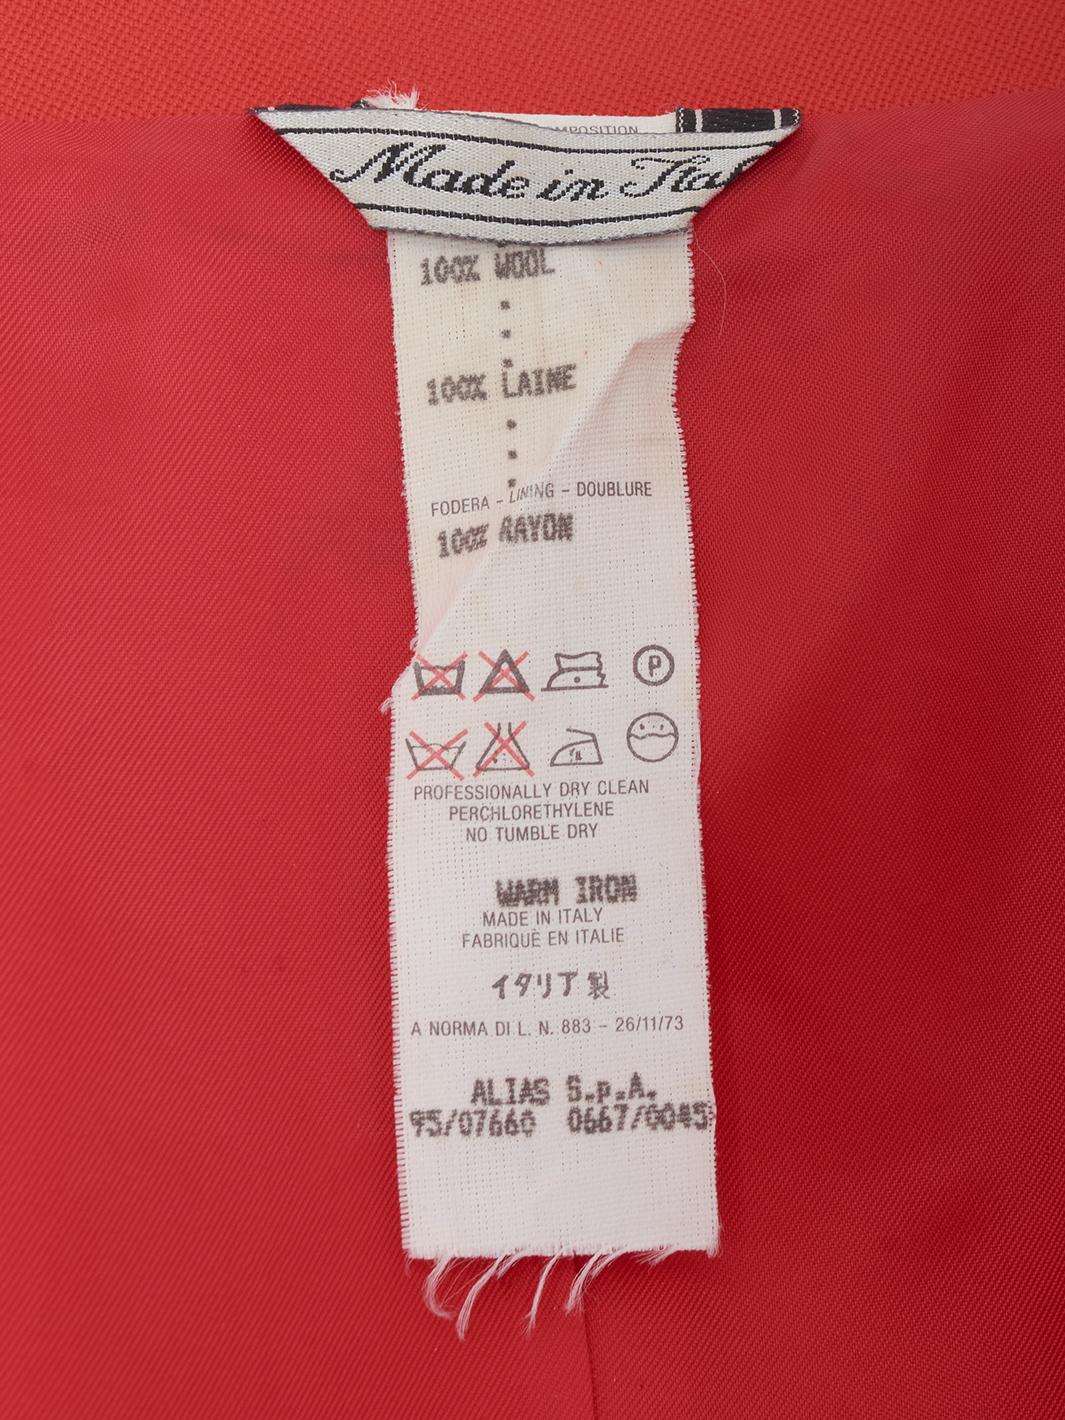 MPOSITION
Made in Ital
100% WOOL
100% LAINE
FODERA - LINING - DOUBLURE
100% RAYON
P
PROFESSIONALLY DRY CLEAN
PERCHLORETHYLENE
NO TUMBLE DRY
WARM IRON
MADE IN ITALY
FABRIQUÈ EN ITALIE
イタリア製
A NORMA DI L. N. 883 - 26/11/73
ALIAS S.p.A.
95/07660 0667/0045